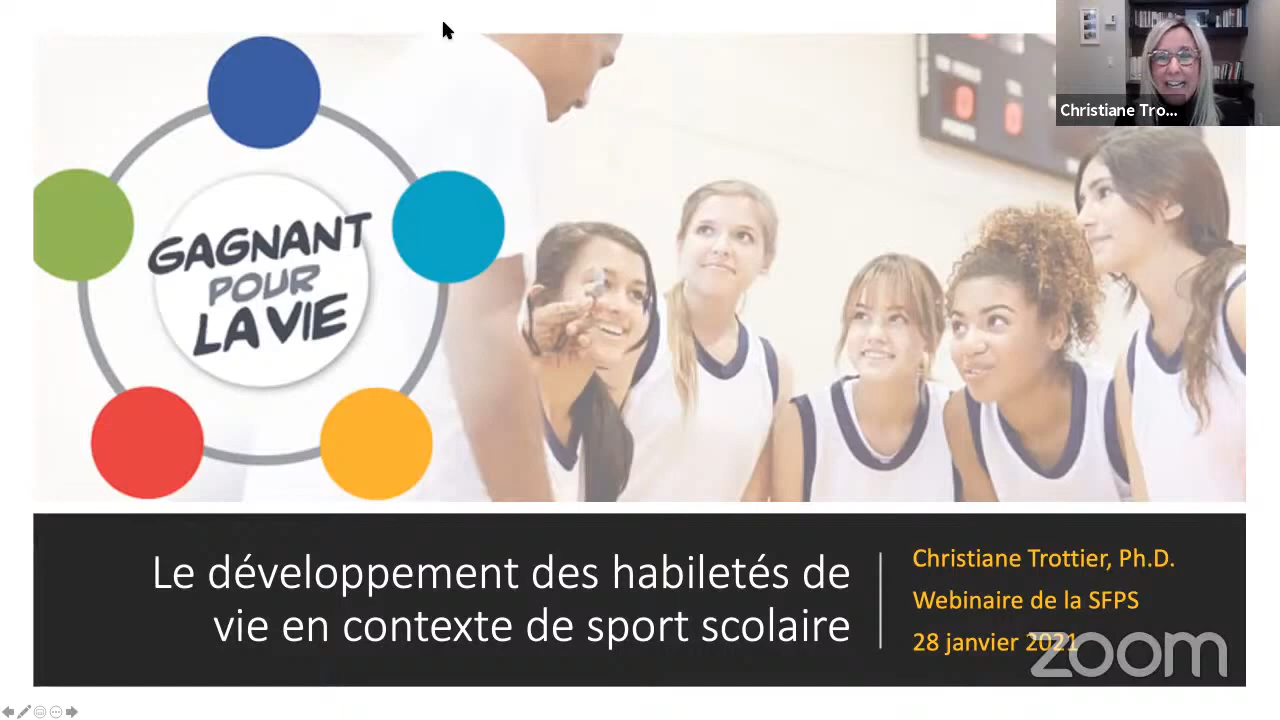 Christiane Tro...
GAGNANT
POUR
LA VIE
Le développement des habiletés de
vie en contexte de sport scolaire
Christiane Trottier, Ph.D.
Webinaire de la SFPS
28 janvier 2021
zoom